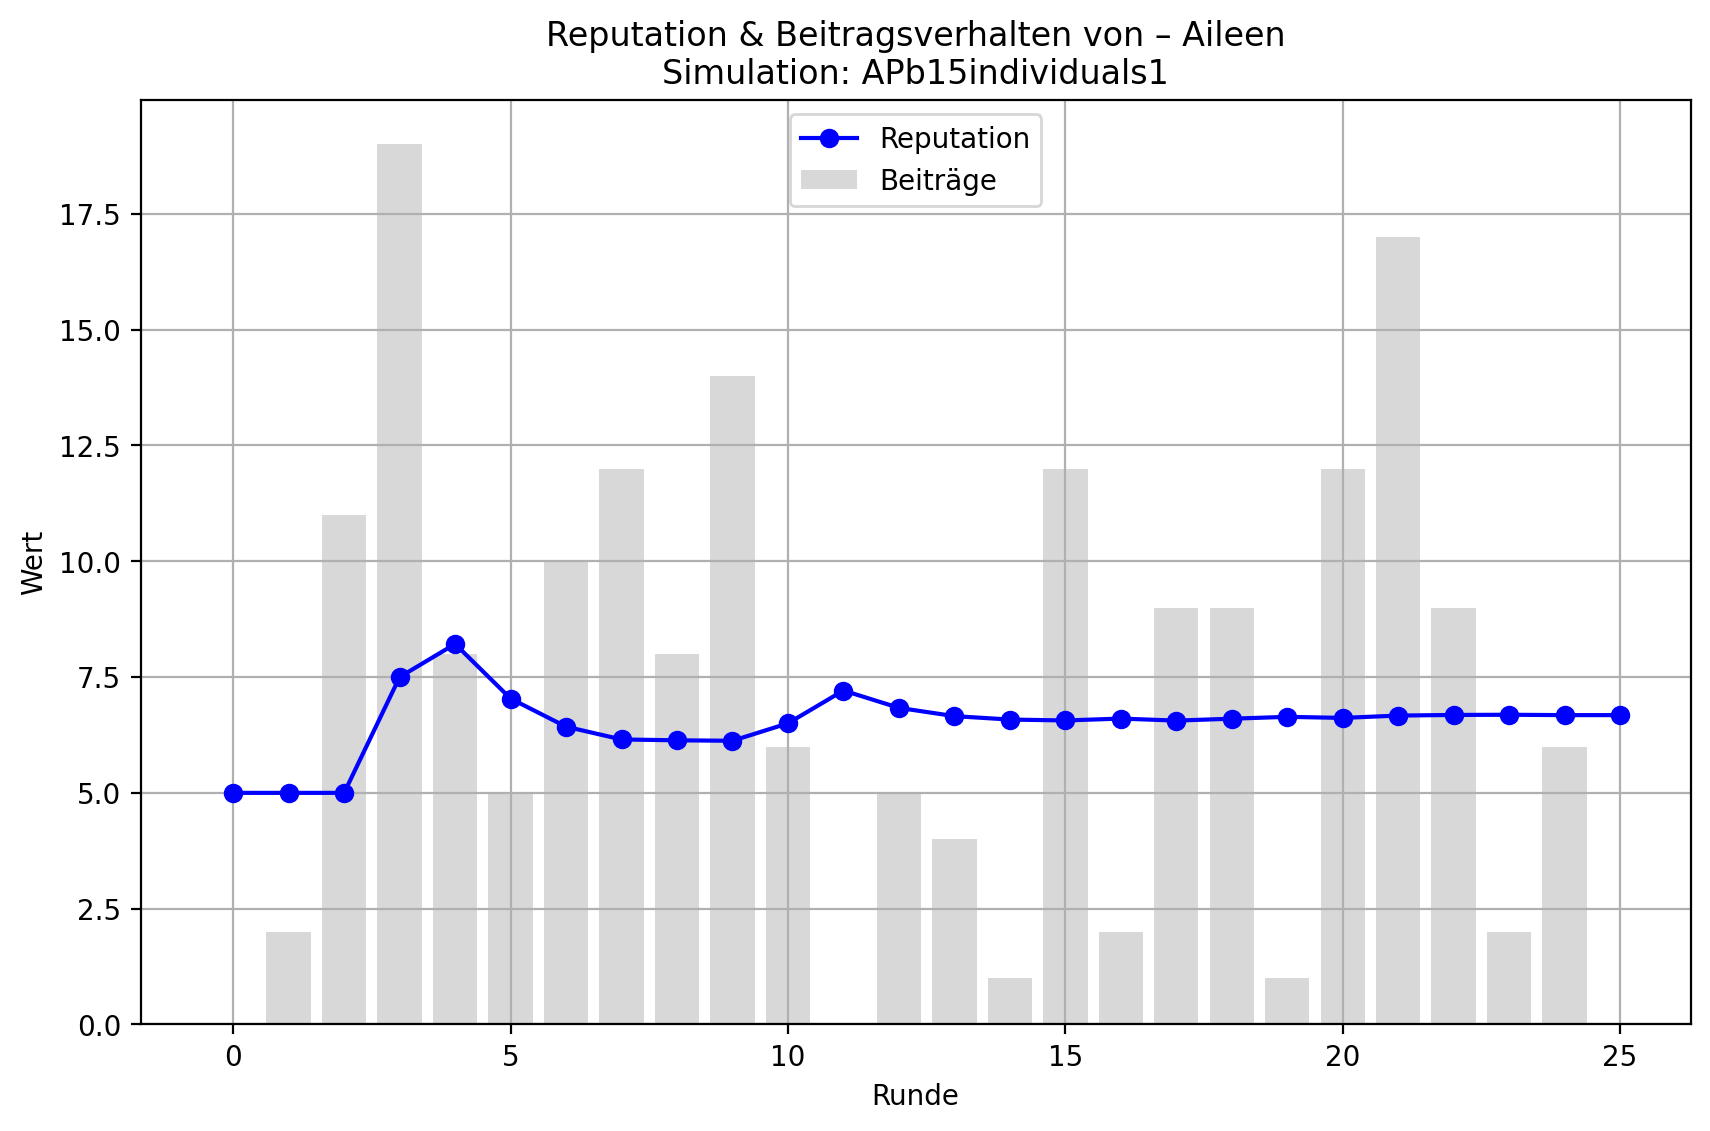 Reputation & Beitragsverhalten von – Aileen
Simulation: APb15individuals1
Reputation
Beiträge
17.5
15.0
12.5
10.0
7.5
5.0
2.5
0.0
Wert
0 5 10 15 20 25
Runde